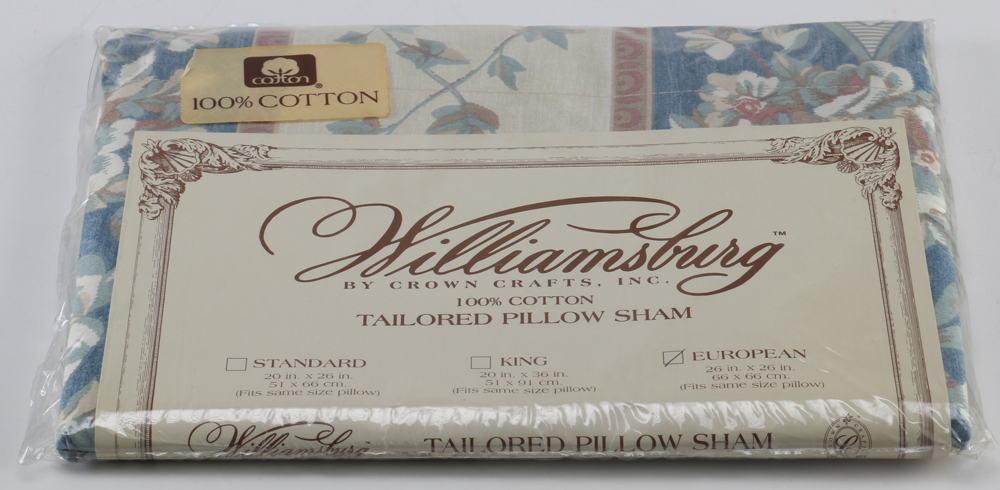 cotton®
100% COTTON
Williamsburg™
BY CROWN CRAFTS, INC.
100% COTTON
TAILORED PILLOW SHAM
STANDARD
20 in. x 26 in.
51 x 66 cm.
(Fits same size pillow)
KING
20 in. x 36 in.
51 x 91 cm.
(Fits same size pillow)
EUROPEAN
26 in. x 26 in.
66 x 66 cm.
(Fits same size pillow)
Williamsburg™ TAILORED PILLOW SHAM